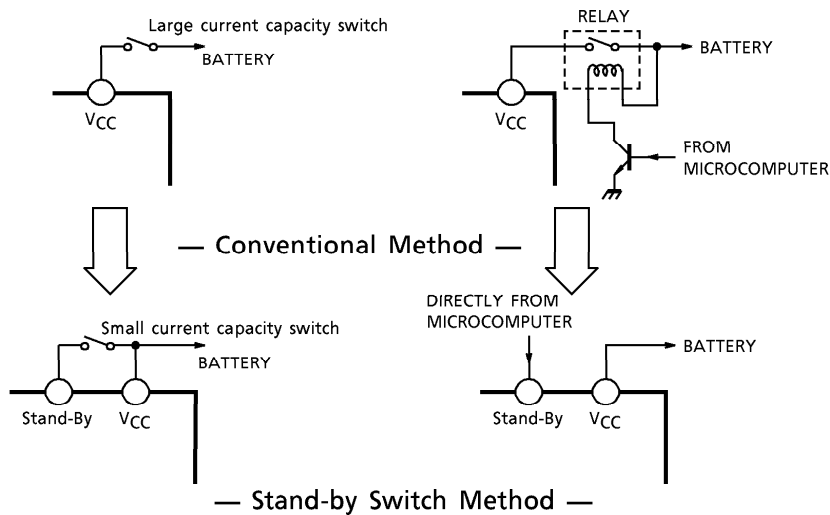 Large current capacity switch
BATTERY
VCC
RELAY
BATTERY
VCC
FROM
MICROCOMPUTER
— Conventional Method —
Small current capacity switch
BATTERY
Stand-By
VCC
DIRECTLY FROM
MICROCOMPUTER
BATTERY
Stand-By
VCC
— Stand-by Switch Method —